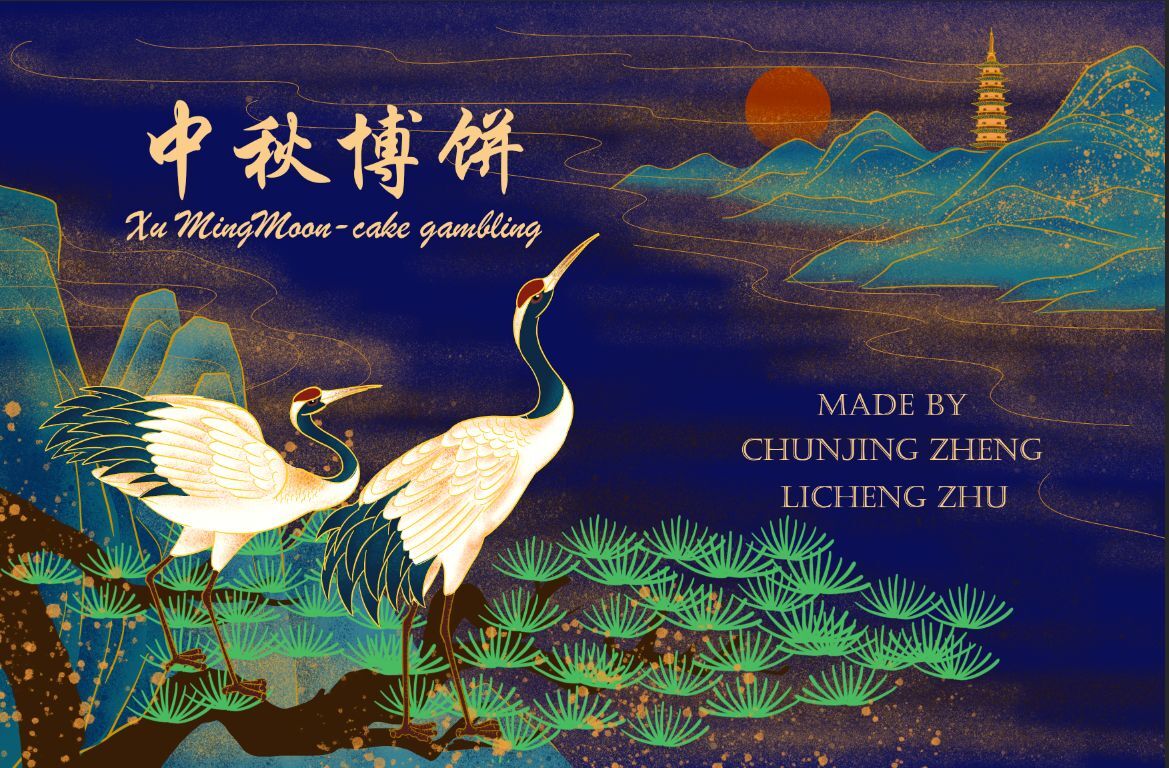 中秋博饼
Xu MingMoon-cake gambling
MADE BY
CHUNJING ZHENG
LICHENG ZHU